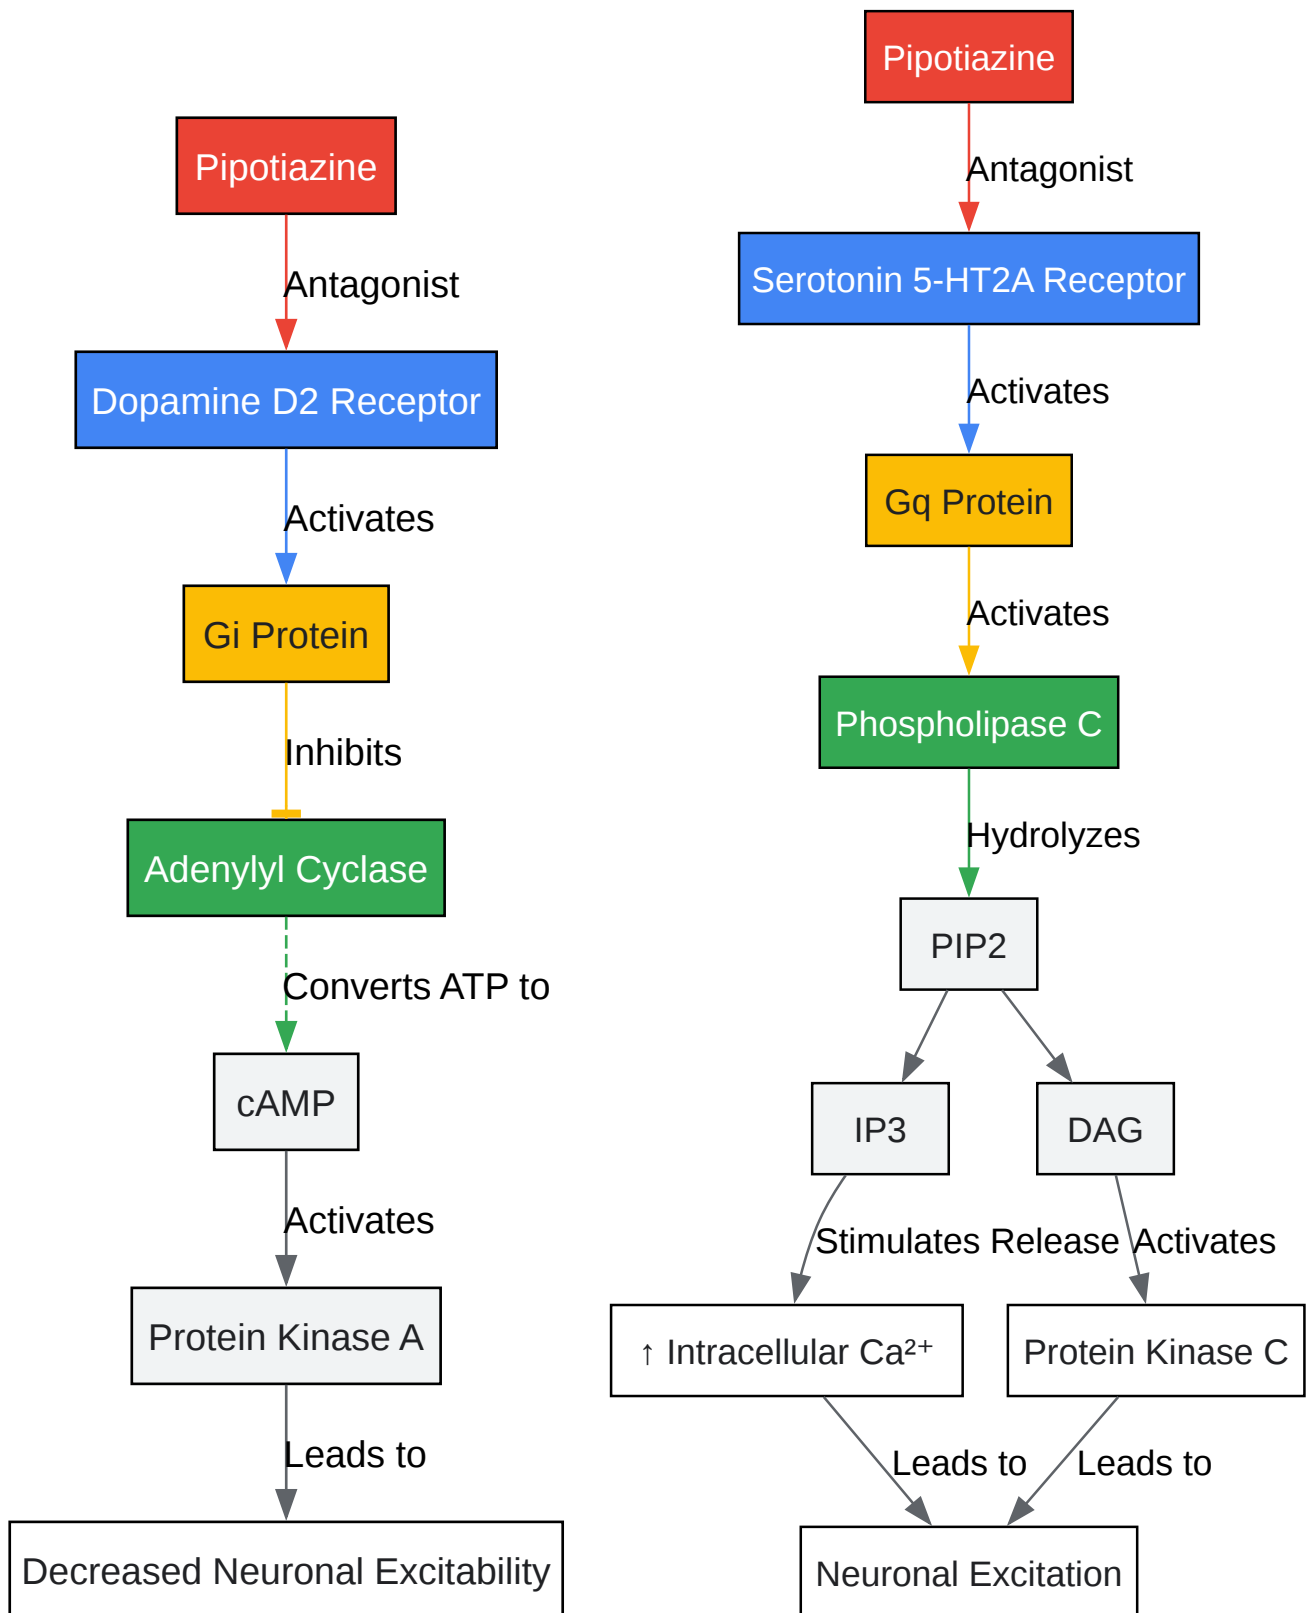 Pipotiazine
Antagonist
Dopamine D2 Receptor
Activates
Gi Protein
Inhibits
Adenylyl Cyclase
Converts ATP to
cAMP
Activates
Protein Kinase A
Leads to
Decreased Neuronal Excitability
Pipotiazine
Antagonist
Serotonin 5-HT2A Receptor
Activates
Gq Protein
Activates
Phospholipase C
Hydrolyzes
PIP2
IP3
DAG
Stimulates Release
Activates
↑ Intracellular Ca²⁺
Protein Kinase C
Leads to
Leads to
Neuronal Excitation